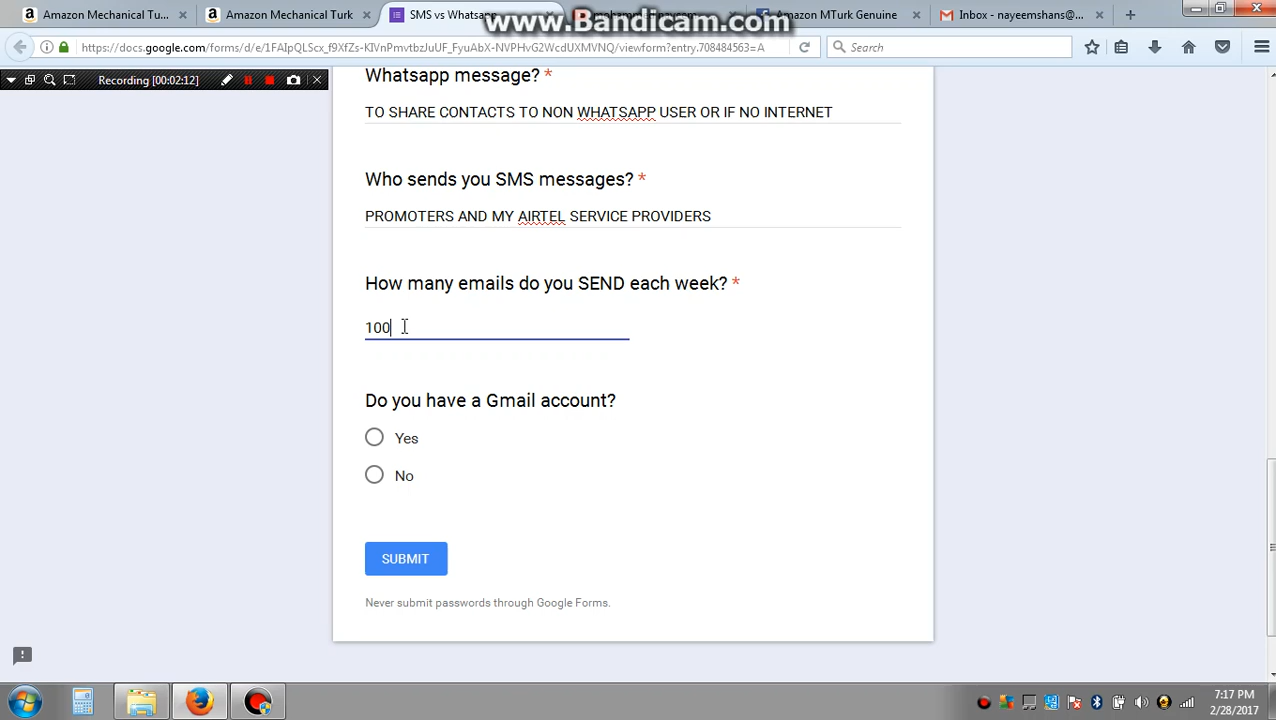 www.Bandicam.com
Amazon Mechanical Tu...
Amazon Mechanical Turk
SMS vs Whatsapp
Amazon MTurk Genuine
Inbox - nayeemshans@...
https://docs.google.com/forms/d/e/1FAIpQLScx_f9XfZs-KIVnPmvtbzJuUF_FyuAbX-NVPHvG2WcdUXMVNQ/viewform?entry.708484563=A
Search
Recording [00:02:12]
Whatsapp message? *
TO SHARE CONTACTS TO NON WHATSAPP USER OR IF NO INTERNET
Who sends you SMS messages? *
PROMOTERS AND MY AIRTEL SERVICE PROVIDERS
How many emails do you SEND each week? *
100
Do you have a Gmail account?
Yes
No
SUBMIT
Never submit passwords through Google Forms.
7:17 PM
2/28/2017